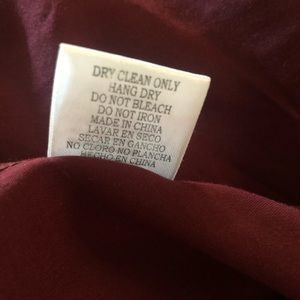 DRY CLEAN ONLY
HANG DRY
DO NOT BLEACH
DO NOT IRON
MADE IN CHINA
LAVAR EN SECO
SECAR EN GANCHO
NO CLORO NO PLANCHA
HECHO EN CHINA